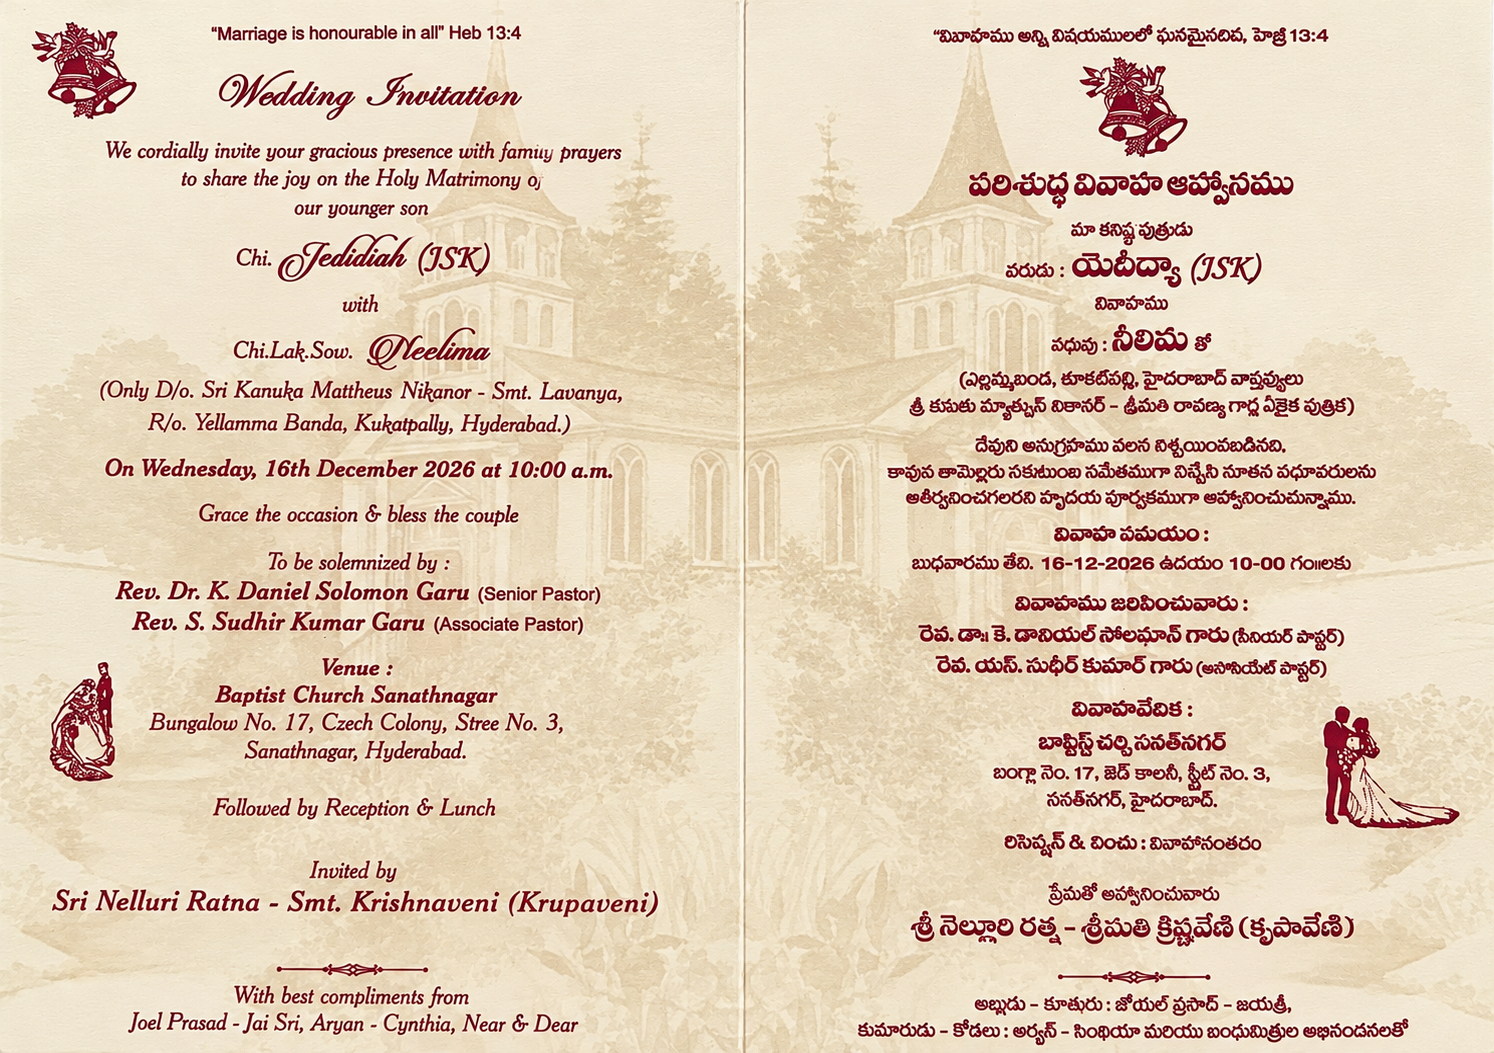 “Marriage is honourable in all” Heb 13:4
Wedding Invitation
We cordially invite your gracious presence with family prayers
to share the joy on the Holy Matrimony of
our younger son
Chi. Jedidiah (JSK)
with
Chi.Lak.Sow. Neelima
(Only D/o. Sri Kanuka Mattheus Nikanor - Smt. Lavanya,
R/o. Yellamma Banda, Kukatpally, Hyderabad.)
On Wednesday, 16th December 2026 at 10:00 a.m.
Grace the occasion & bless the couple
To be solemnized by :
Rev. Dr. K. Daniel Solomon Garu (Senior Pastor)
Rev. S. Sudhir Kumar Garu (Associate Pastor)
Venue :
Baptist Church Sanathnagar
Bungalow No. 17, Czech Colony, Stree No. 3,
Sanathnagar, Hyderabad.
Followed by Reception & Lunch
Invited by
Sri Nelluri Ratna - Smt. Krishnaveni (Krupaveni)
With best compliments from
Joel Prasad - Jai Sri, Aryan - Cynthia, Near & Dear
“వివాహము అన్ని విషయములలో ఘనమైనదిప, హెబ్రీ 13:4
పరిశుద్ధ వివాహ ఆహ్వానము
మా కనిష్ఠ పుత్రుడు
వరుడు : యెదీద్యా (JSK)
వివాహము
వధువు : నీలిమ తో
(ఎల్లమ్మబండ, కూకట్‌పల్లి, హైదరాబాద్ వాస్తవ్యులు
శ్రీ మ్యాత్యున్ నికానర్ – శ్రీమతి రావణ్య గార్ల ఏకైక పుత్రిక)
దేవుని అనుగ్రహము వలన నిశ్చయింపబడినవి.
కావున తామెల్లరు సకుటుంబ సమేతముగా విచ్చేసి నూతన వధూవరులను
హృదయ పూర్వకముగా ఆహ్వానించుచున్నాము.
వివాహ సమయం :
బుధవారము తేది. 16-12-2026 ఉదయం 10-00 గం॥లకు
వివాహము జరిపించువారు :
రెవ. డా॥ కె. డానియల్ సోలమాన్ గారు (సీనియర్ పాస్టర్)
రెవ. యస్. సుధీర్ కుమార్ గారు (అసోసియేట్ పాస్టర్)
వివాహవేదిక :
బాప్టిస్ట్ చర్చి సనత్‌నగర్
బంగ్లా నెం. 17, జెక్ కాలనీ, స్ట్రీట్ నెం. 3,
సనత్‌నగర్, హైదరాబాద్.
రిసెప్షన్ & విందు : వివాహానంతరం
ప్రేమతో ఆహ్వానించువారు
శ్రీ నెల్లూరి రత్న – శ్రీమతి క్రిష్ణవేణి (కృపావేణి)
అల్లుడు – కూతురు : జోయల్ ప్రసాద్ – జయశ్రీ,
కుమారుడు – కోడలు : అర్యన్ – సింథియా మరియు బంధుమిత్రుల అభినందనలతో